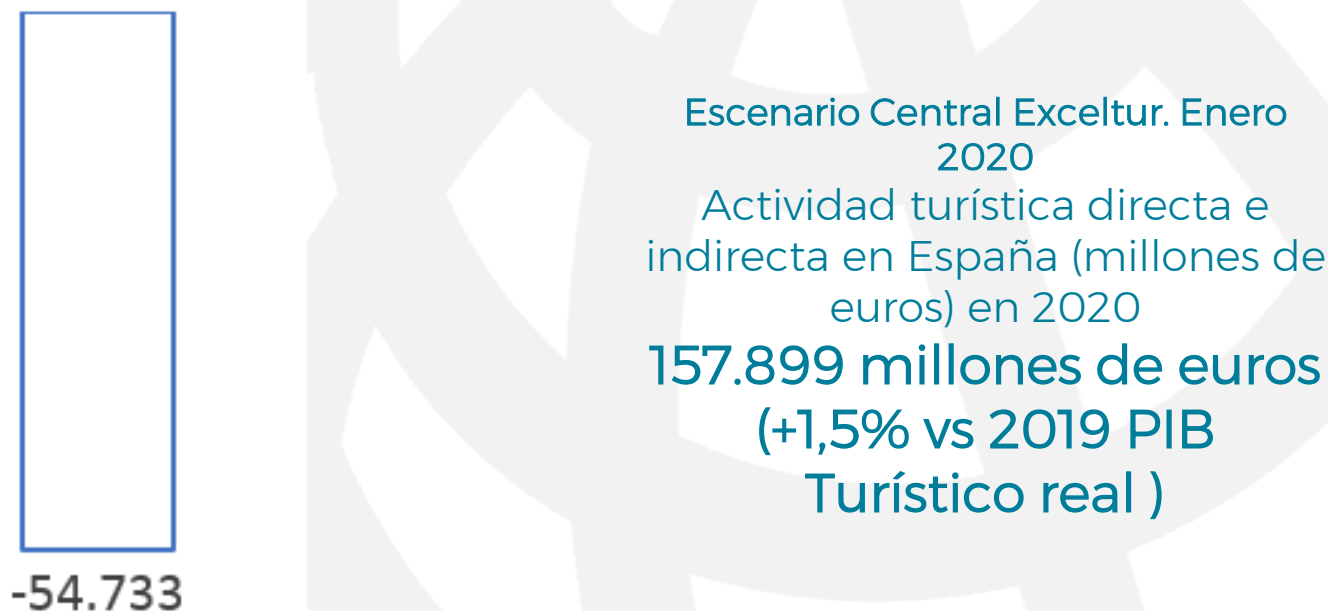 Escenario Central Exceltur. Enero
2020
Actividad turística directa e
indirecta en España (millones de
euros) en 2020
157.899 millones de euros
(+1,5% vs 2019 PIB
Turístico real )
-54.733